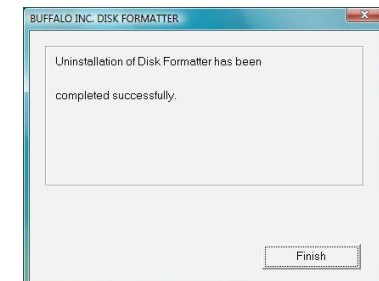 BUFFALO INC. DISK FORMATTER
Uninstallation of Disk Formatter has been
completed successfully.
Finish